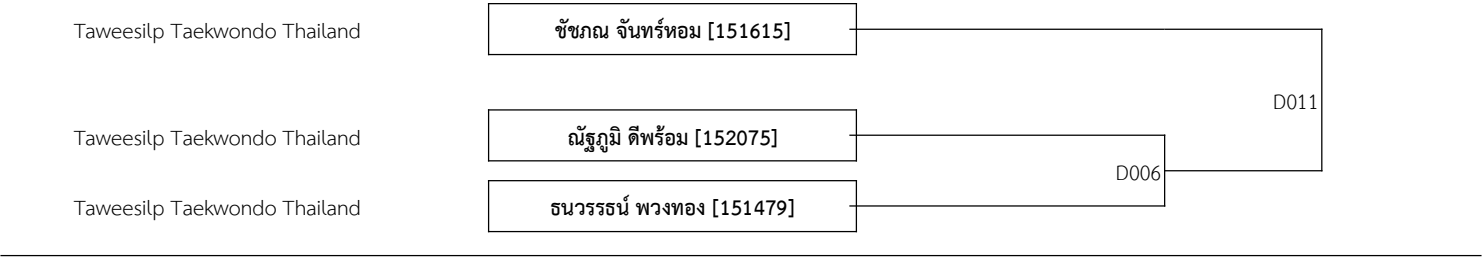 Taweesilp Taekwondo Thailand ชัชภณ จันทร์หอม [151615]
D011
Taweesilp Taekwondo Thailand ณัฐภูมิ ดีพร้อม [152075]
D006
Taweesilp Taekwondo Thailand ธนวรรธน์ พวงทอง [151479]